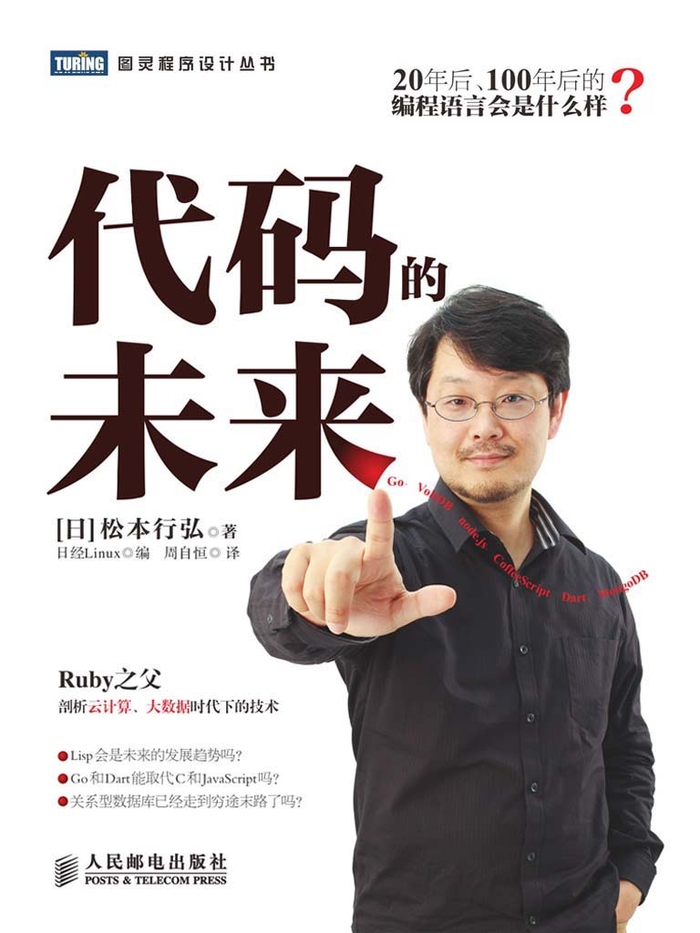 TURING 图灵程序设计丛书
20年后、100年后的
编程语言会是什么样?
代码的
未来
[日]松本行弘◎著
日经Linux◎编 周自恒◎译
Go VoltDB node.js CoffeeScript Dart MongoDB
Ruby之父
剖析云计算、大数据时代下的技术
●Lisp会是未来的发展趋势吗?
●Go和Dart能取代C和JavaScript吗?
●关系型数据库已经走到穷途末路了吗?
人民邮电出版社
POSTS & TELECOM PRESS